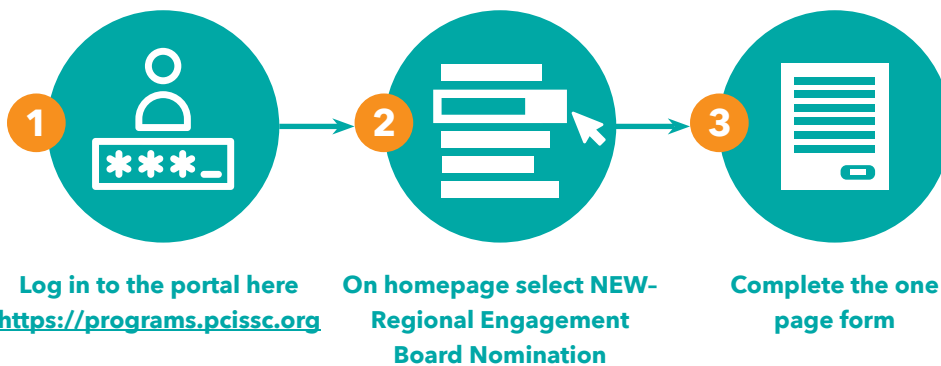 1
***_
2
3
Log in to the portal here
https://programs.pcissc.org
On homepage select NEW–
Regional Engagement
Board Nomination
Complete the one
page form